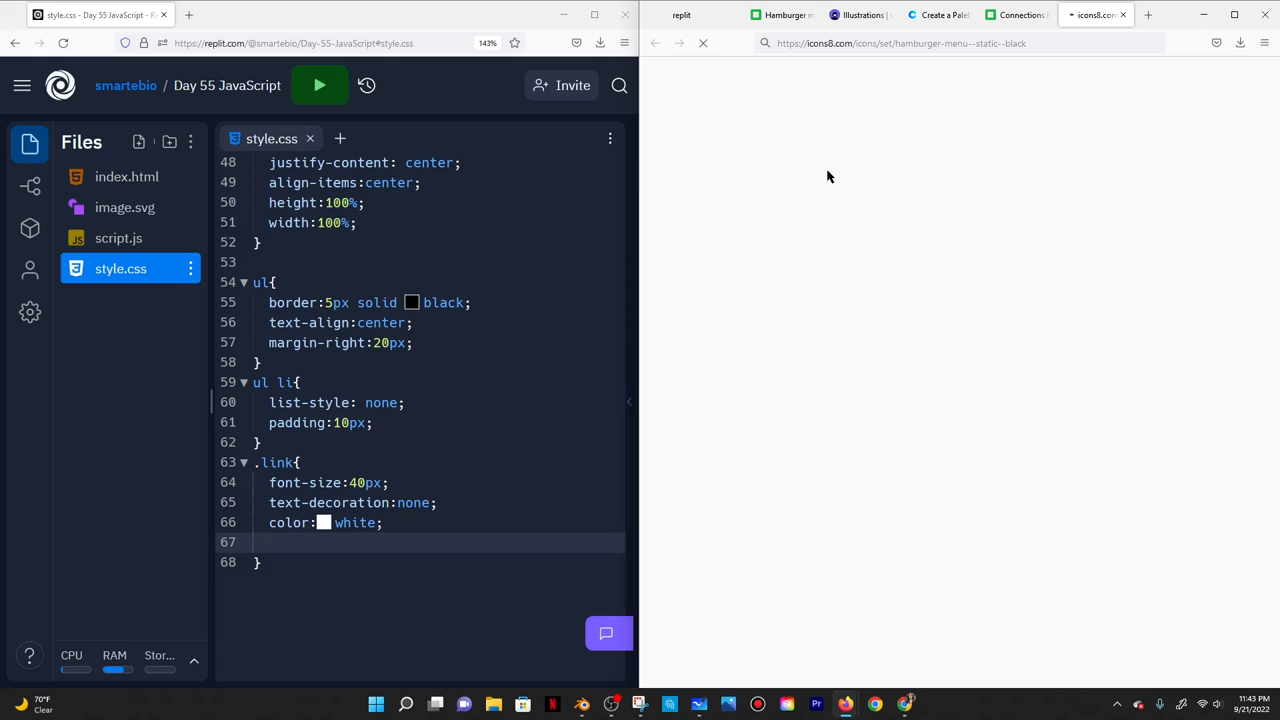 style.css - Day 55 JavaScript - Re
replit
Hamburger m
Illustrations |
Create a Palet
Connections
icons8.com
https://replit.com/@smartebio/Day-55-JavaScript#style.css
143%
https://icons8.com/icons/set/hamburger-menu--static--black
smartebio / Day 55 JavaScript
Invite
Files
index.html
image.svg
script.js
style.css
style.css
48 justify-content: center;
49 align-items:center;
50 height:100%;
51 width:100%;
52 }
53
54 ul{
55 border:5px solid black;
56 text-align:center;
57 margin-right:20px;
58 }
59 ul li{
60 list-style: none;
61 padding:10px;
62 }
63 .link{
64 font-size:40px;
65 text-decoration:none;
66 color: white;
67
68 }
CPU RAM Stor...
70°F
Clear
11:43 PM
9/21/2022